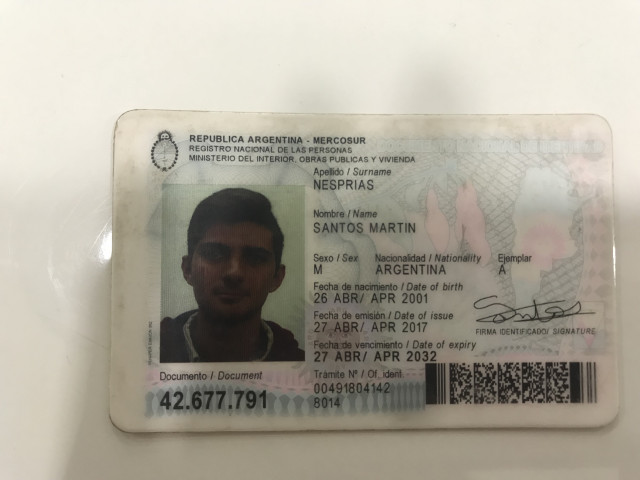 REPUBLICA ARGENTINA - MERCOSUR
REGISTRO NACIONAL DE LAS PERSONAS
MINISTERIO DEL INTERIOR, OBRAS PUBLICAS Y VIVIENDA
Apellido / Surname
NESPRIAS
Nombre / Name
SANTOS MARTIN
Sexo / Sex Nacionalidad / Nationality Ejemplar
M ARGENTINA A
Fecha de nacimiento / Date of birth
26 ABR/ APR 2001
Fecha de emisión / Date of issue
27 ABR/ APR 2017
FIRMA IDENTIFICADO/ SIGNATURE
Fecha de vencimiento / Date of expiry
27 ABR/ APR 2032
Documento / Document
42.677.791
Trámite Nº / Of. ident.
00491804142
8014